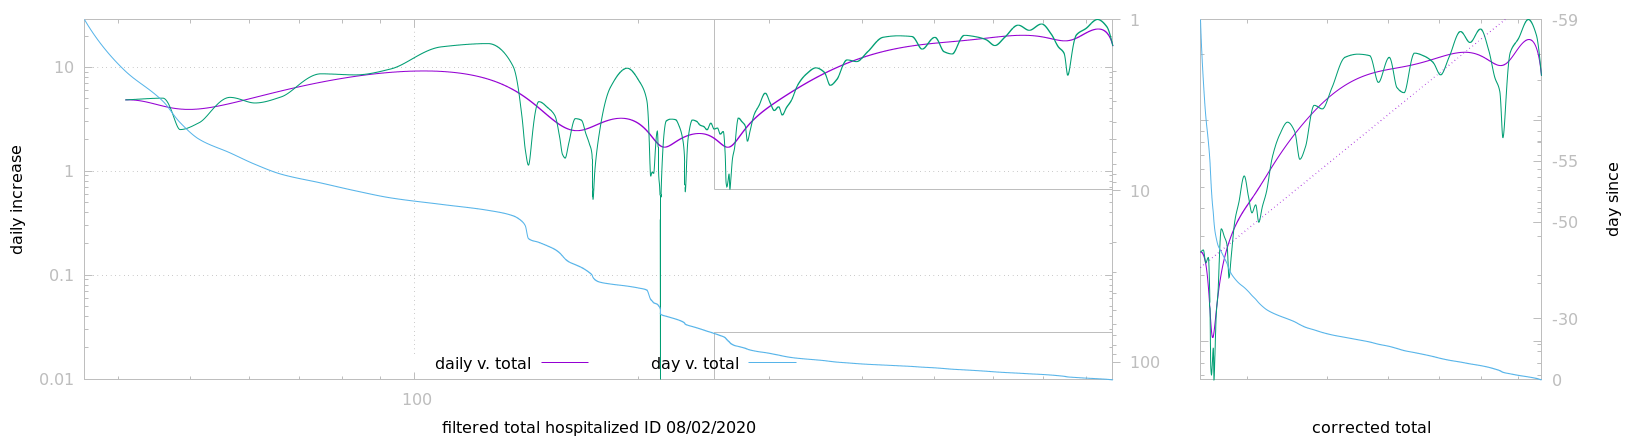 daily increase
10
1
0.1
0.01
100
daily v. total
day v. total
filtered total hospitalized ID 08/02/2020
1
10
100
-59
-55
-50
-30
0
day since
corrected total